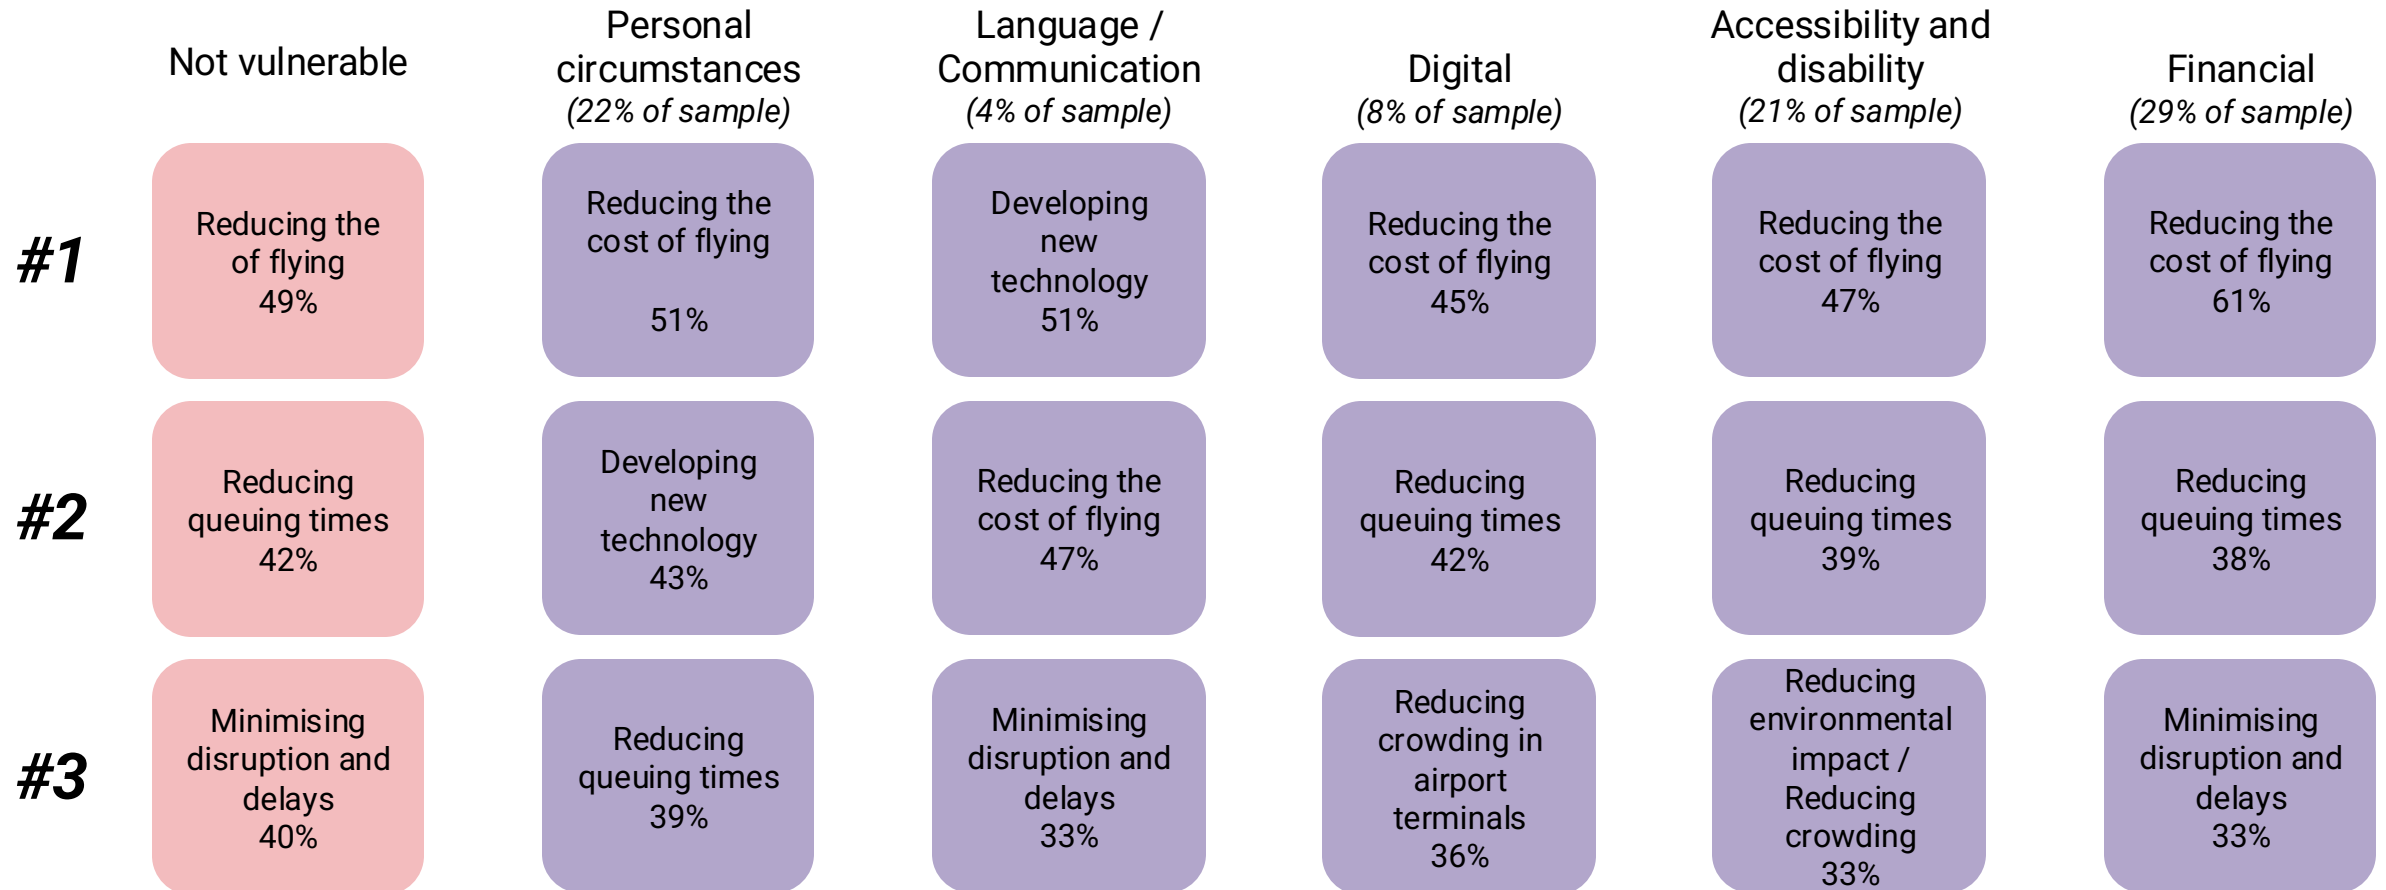 Not vulnerable
Personal
circumstances
(22% of sample)
Language /
Communication
(4% of sample)
Digital
(8% of sample)
Accessibility and
disability
(21% of sample)
Financial
(29% of sample)
#1
Reducing the
of flying
49%
Reducing the
cost of flying
51%
Developing
new
technology
51%
Reducing the
cost of flying
45%
Reducing the
cost of flying
47%
Reducing the
cost of flying
61%
#2
Reducing
queuing times
42%
Developing
new
technology
43%
Reducing the
cost of flying
47%
Reducing
queuing times
42%
Reducing
queuing times
39%
Reducing
queuing times
38%
#3
Minimising
disruption and
delays
40%
Reducing
queuing times
39%
Minimising
disruption and
delays
33%
Reducing
crowding in
airport
terminals
36%
Reducing
environmental
impact /
Reducing
crowding
33%
Minimising
disruption and
delays
33%